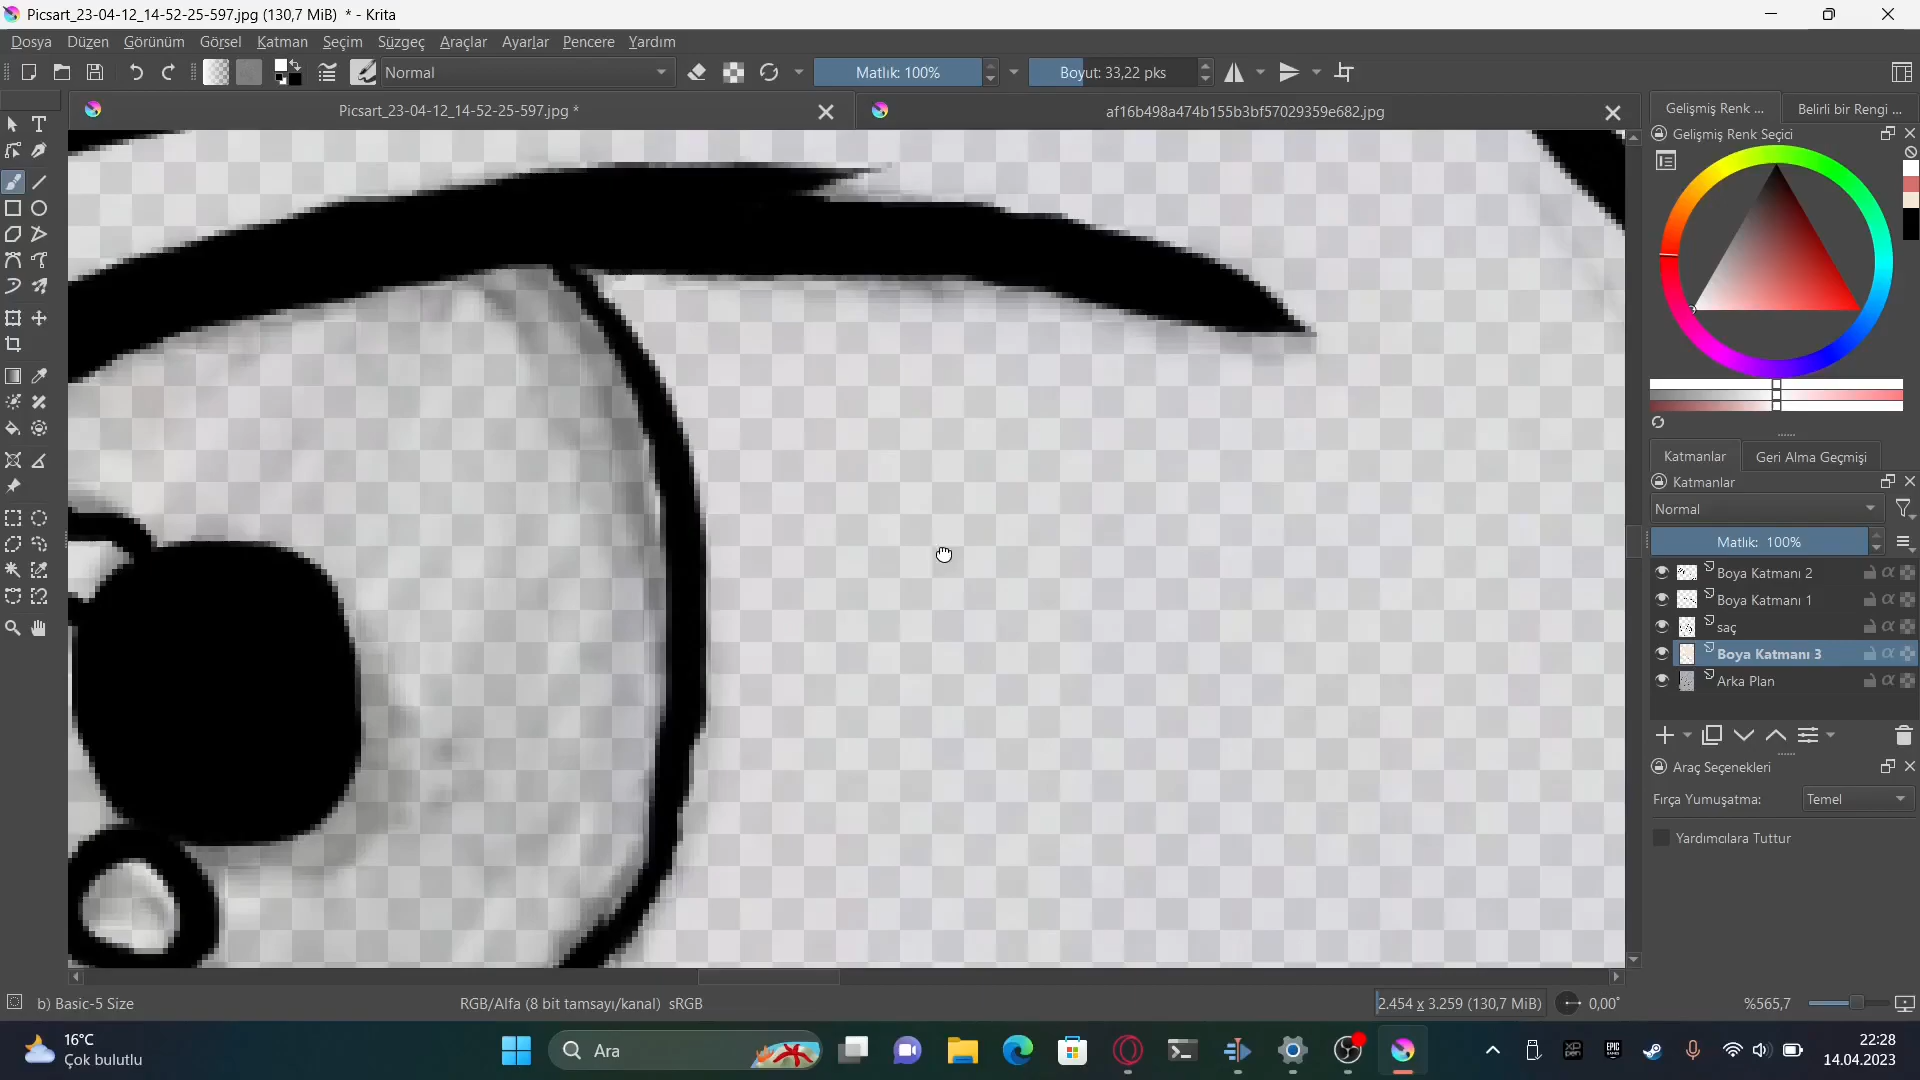 Picsart_23-04-12_14-52-25-597.jpg (130,7 MiB) * - Krita
Dosya Düzen Görünüm Görsel Katman Seçim Süzgeç Araçlar Ayarlar Pencere Yardım
Normal Matlık: 100% Boyut: 33,22 pks
Picsart_23-04-12_14-52-25-597.jpg * af16b498a474b155b3bf57029359e682.jpg
Gelişmiş Renk ... Belirli bir Rengi ...
Gelişmiş Renk Seçici
Katmanlar Geri Alma Geçmişi
Katmanlar
Normal
Matlık: 100%
Boya Katmanı 2
Boya Katmanı 1
saç
Boya Katmanı 3
Arka Plan
Araç Seçenekleri
Fırça Yumuşatma: Temel
Yardımcılara Tuttur
b) Basic-5 Size RGB/Alfa (8 bit tamsayı/kanal) sRGB 2.454 x 3.259 (130,7 MiB) 0,00° %565,7
16°C
Çok bulutlu
Ara
22:28
14.04.2023